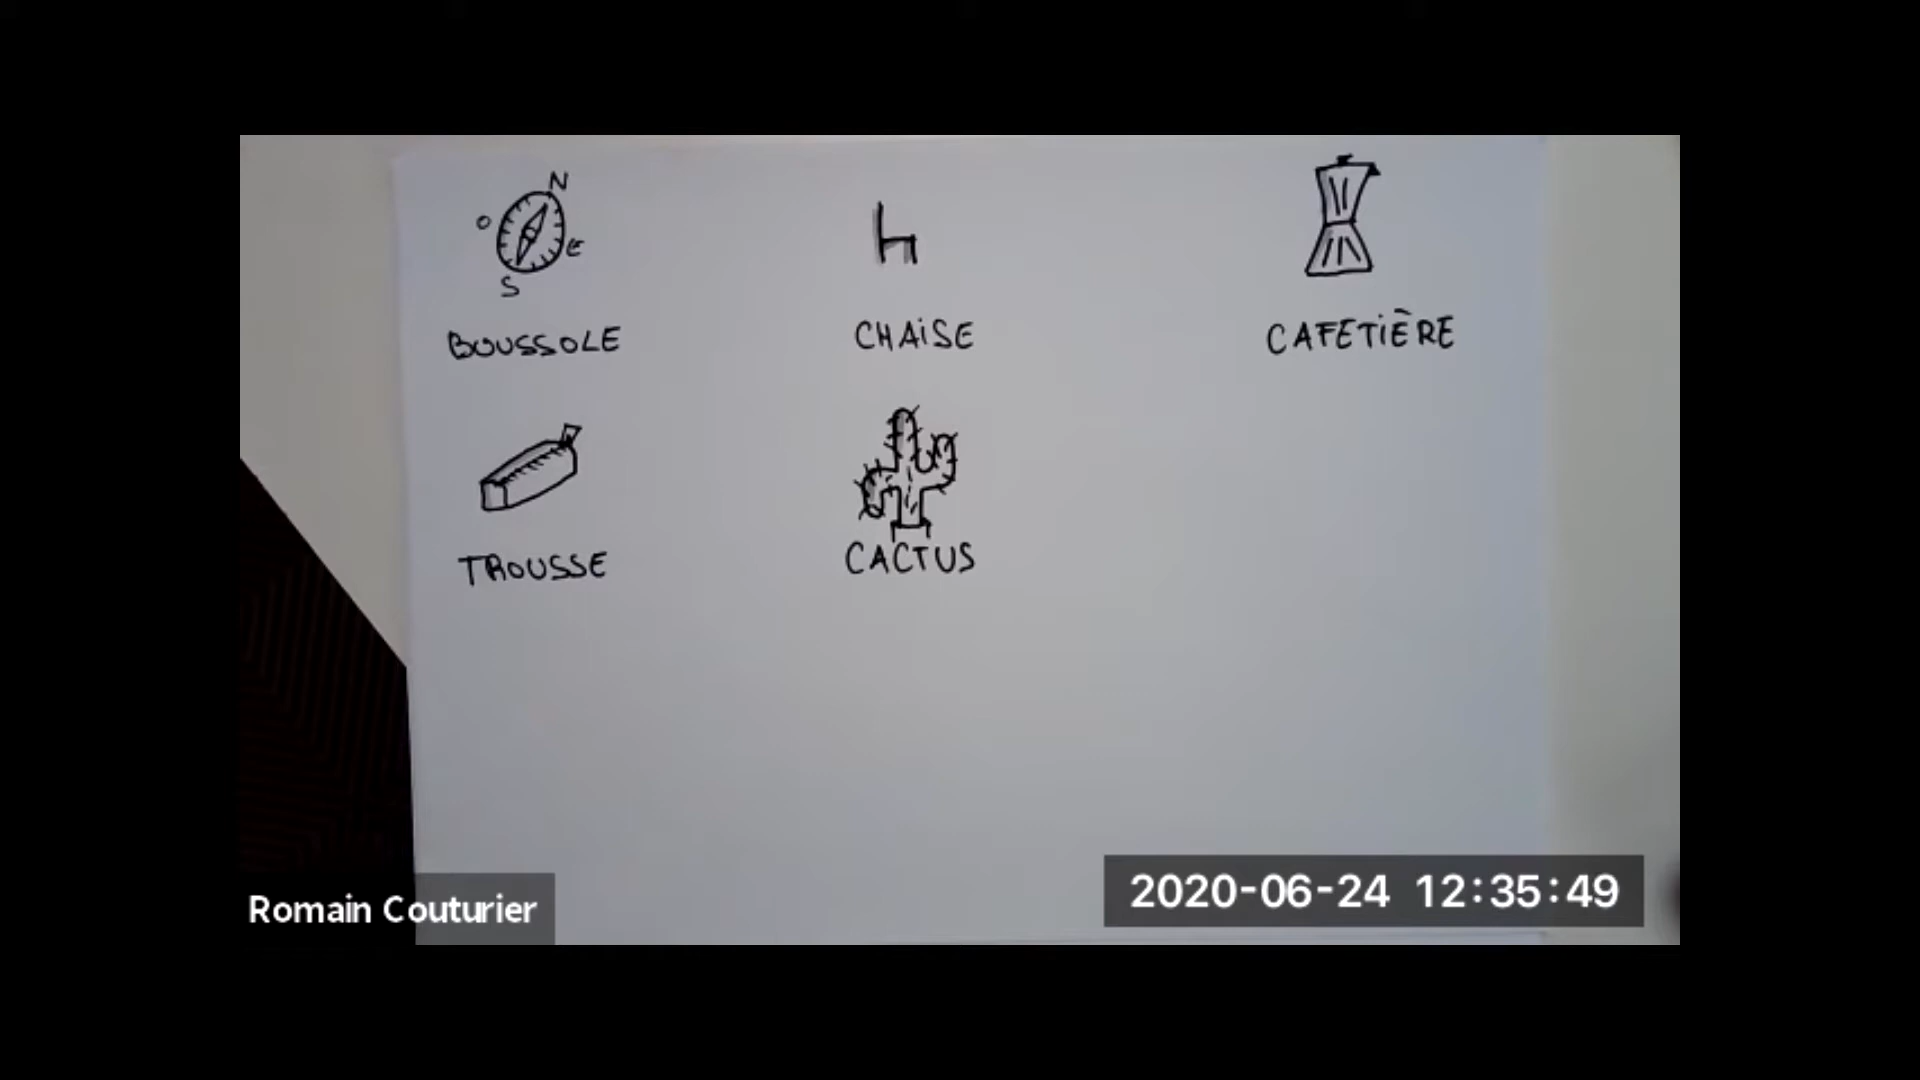 N
O
E
S
BOUSSOLE
CHAiSE
CAFETiÈRE
TROUSSE
CACTUS
Romain Couturier
2020-06-24 12:35:49